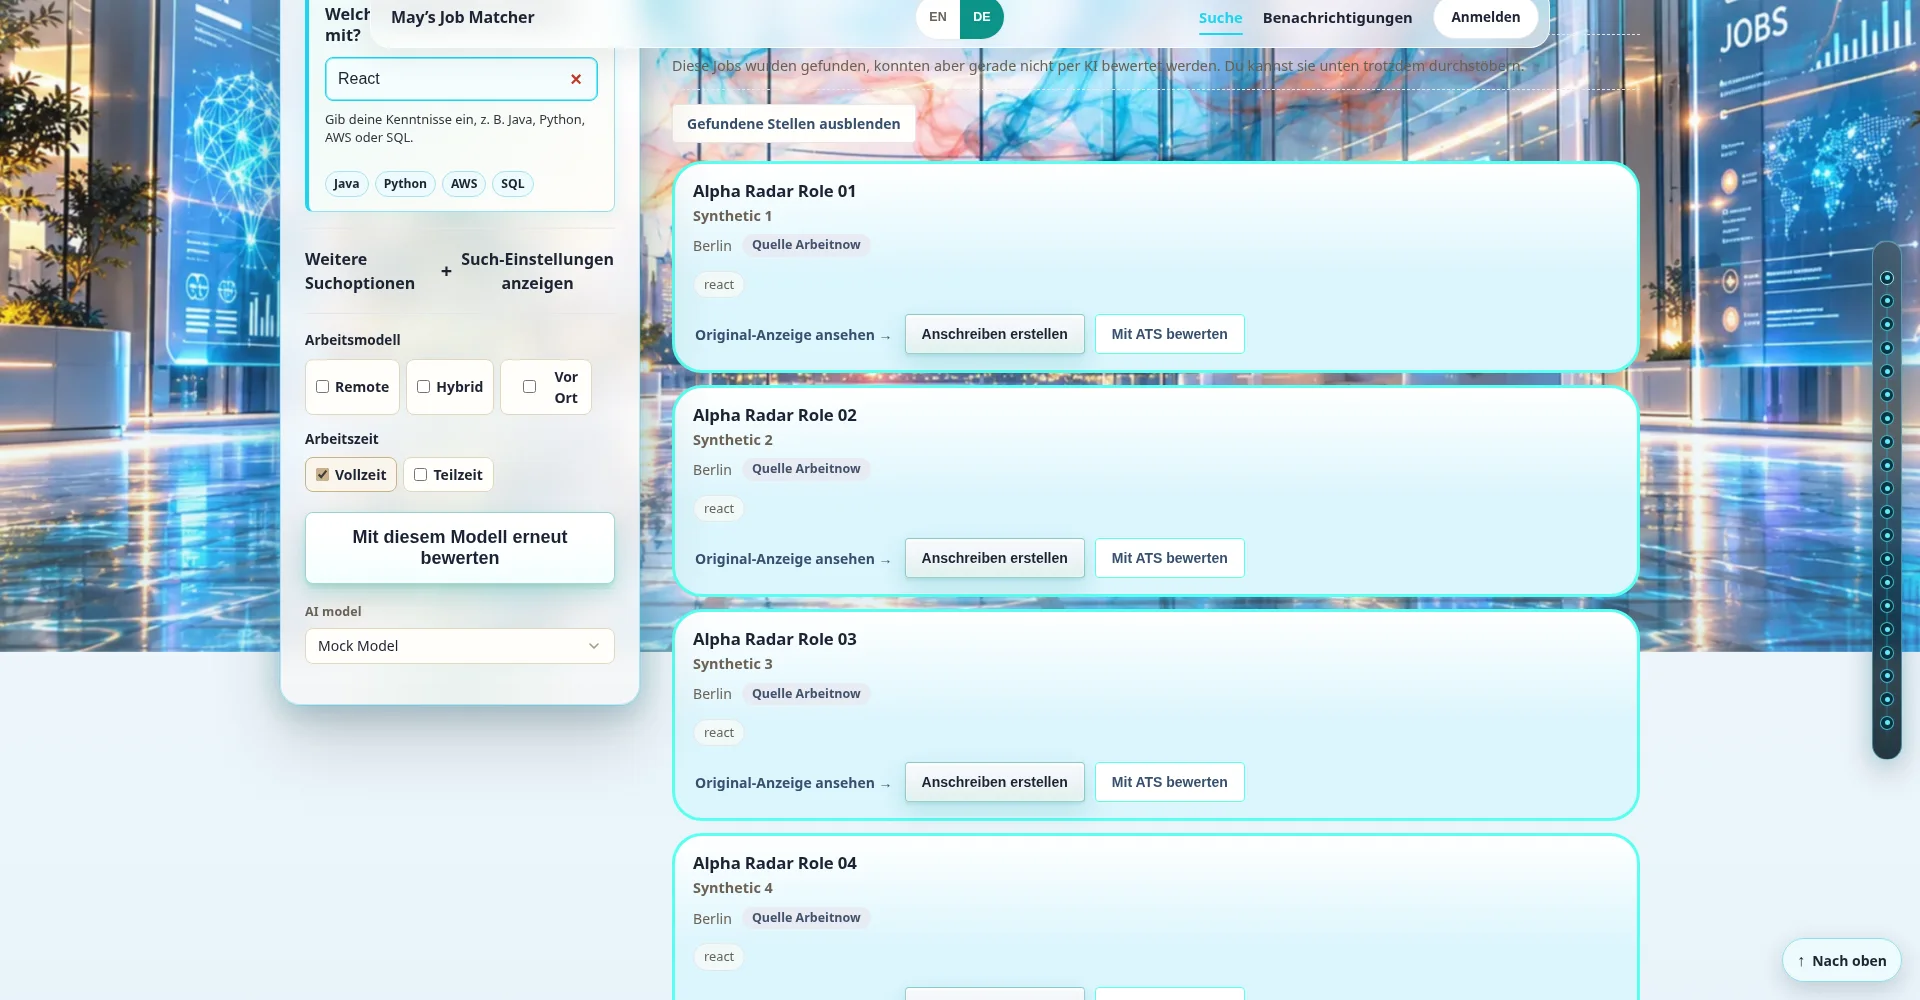 May’s Job Matcher
EN
DE
Suche
Benachrichtigungen
Anmelden
JOBS
Welch
mit?
React
Gib deine Kenntnisse ein, z. B. Java, Python,
AWS oder SQL.
Java
Python
AWS
SQL
Weitere
Suchoptionen
+
Such-Einstellungen
anzeigen
Arbeitsmodell
Remote
Hybrid
Vor
Ort
Arbeitszeit
Vollzeit
Teilzeit
Mit diesem Modell erneut
bewerten
AI model
Mock Model
Diese Jobs wurden gefunden, konnten aber gerade nicht per KI bewertet werden. Du kannst sie unten trotzdem durchstöbern.
Gefundene Stellen ausblenden
Alpha Radar Role 01
Synthetic 1
Berlin Quelle Arbeitnow
react
Original-Anzeige ansehen → Anschreiben erstellen Mit ATS bewerten
Alpha Radar Role 02
Synthetic 2
Berlin Quelle Arbeitnow
react
Original-Anzeige ansehen → Anschreiben erstellen Mit ATS bewerten
Alpha Radar Role 03
Synthetic 3
Berlin Quelle Arbeitnow
react
Original-Anzeige ansehen → Anschreiben erstellen Mit ATS bewerten
Alpha Radar Role 04
Synthetic 4
Berlin Quelle Arbeitnow
react
↑ Nach oben